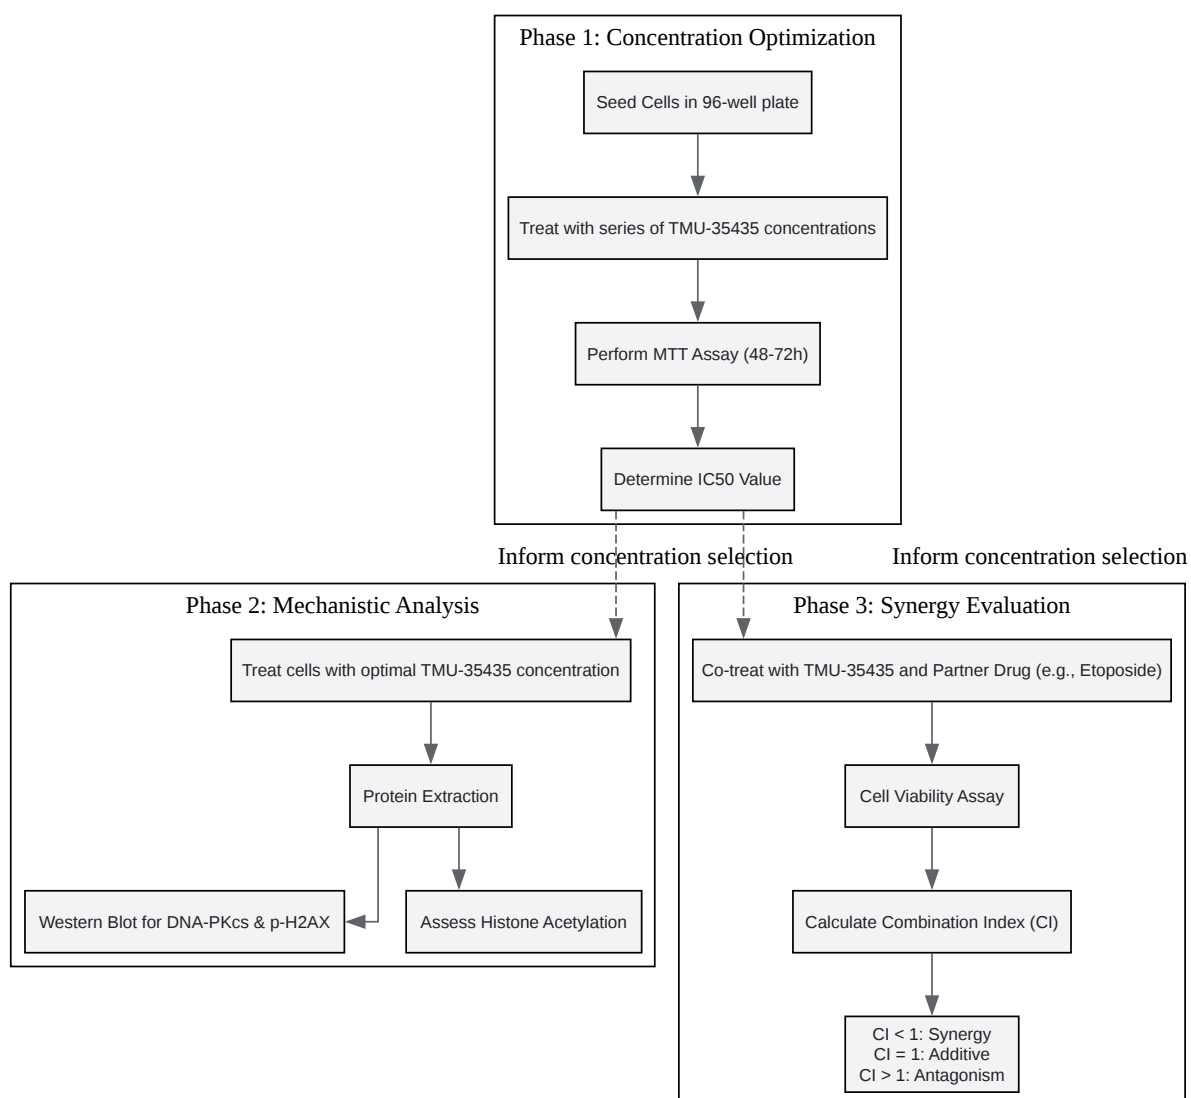 Phase 1: Concentration Optimization
Seed Cells in 96-well plate
Treat with series of TMU-35435 concentrations
Perform MTT Assay (48-72h)
Determine IC50 Value
Inform concentration selection
Inform concentration selection
Phase 2: Mechanistic Analysis
Treat cells with optimal TMU-35435 concentration
Protein Extraction
Western Blot for DNA-PKcs & p-H2AX
Assess Histone Acetylation
Phase 3: Synergy Evaluation
Co-treat with TMU-35435 and Partner Drug (e.g., Etoposide)
Cell Viability Assay
Calculate Combination Index (CI)
CI < 1: Synergy
CI = 1: Additive
CI > 1: Antagonism